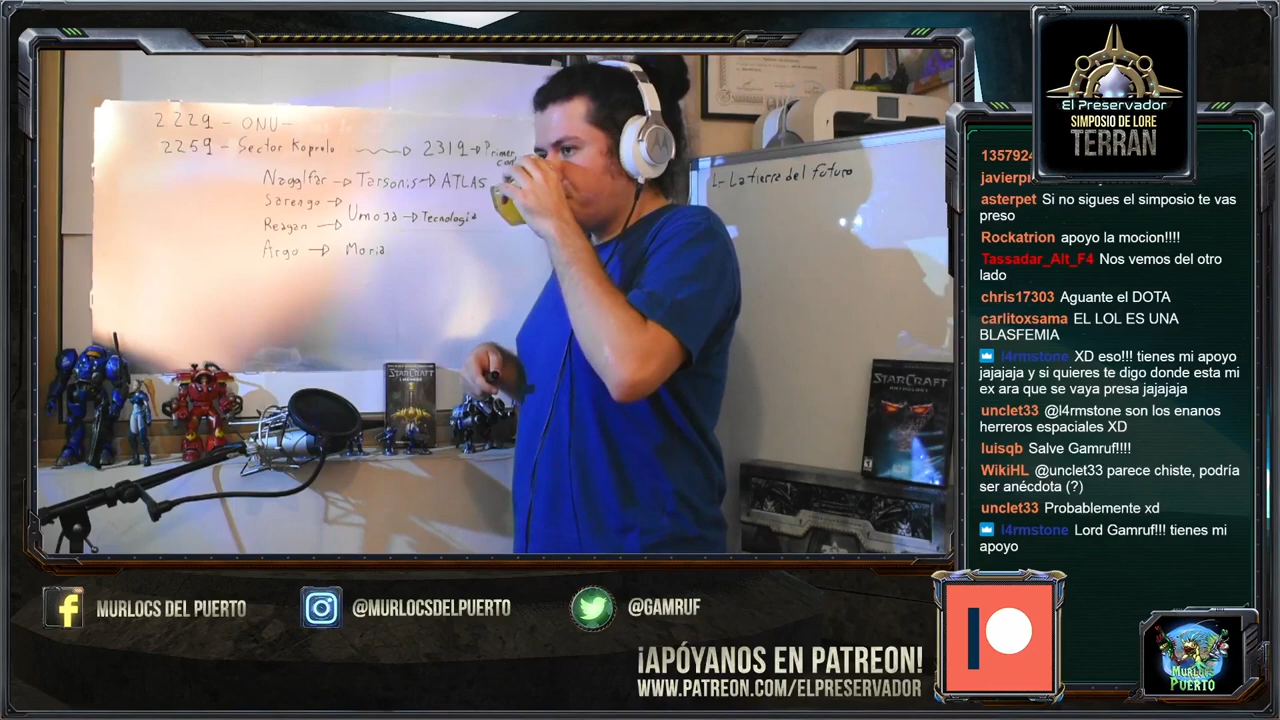 2229 - ONU -
2259 - Sector Koprulu → 2319 → Primer
Nagglfar → Tarsonis → ATLAS
Sarengo →
Umoja → Tecnologia
Reagan →
Argo → Moria
1- La tierra del futuro
STARCRAFT
STARCRAFT
El Preservador
SIMPOSIO DE LORE
TERRAN
135792
javierpr
asterpet Si no sigues el simposio te vas
preso
Rockatrion apoyo la mocion!!!!
Tassadar_Alt_F4 Nos vemos del otro
lado
chris17303 Aguante el DOTA
carlitoxsama EL LOL ES UNA
BLASFEMIA
l4rmstone XD eso!!! tienes mi apoyo
jajajaja y si quieres te digo donde esta mi
ex ara que se vaya presa jajajaja
unclet33 @l4rmstone son los enanos
herreros espaciales XD
luisqb Salve Gamruf!!!!
WikiHL @unclet33 parece chiste, podría
ser anécdota (?)
unclet33 Probablemente xd
l4rmstone Lord Gamruf!!! tienes mi
apoyo
MURLOCS DEL PUERTO
@MURLOCSDELPUERTO
@GAMRUF
¡APÓYANOS EN PATREON!
WWW.PATREON.COM/ELPRESERVADOR
MURLOCS
PUERTO